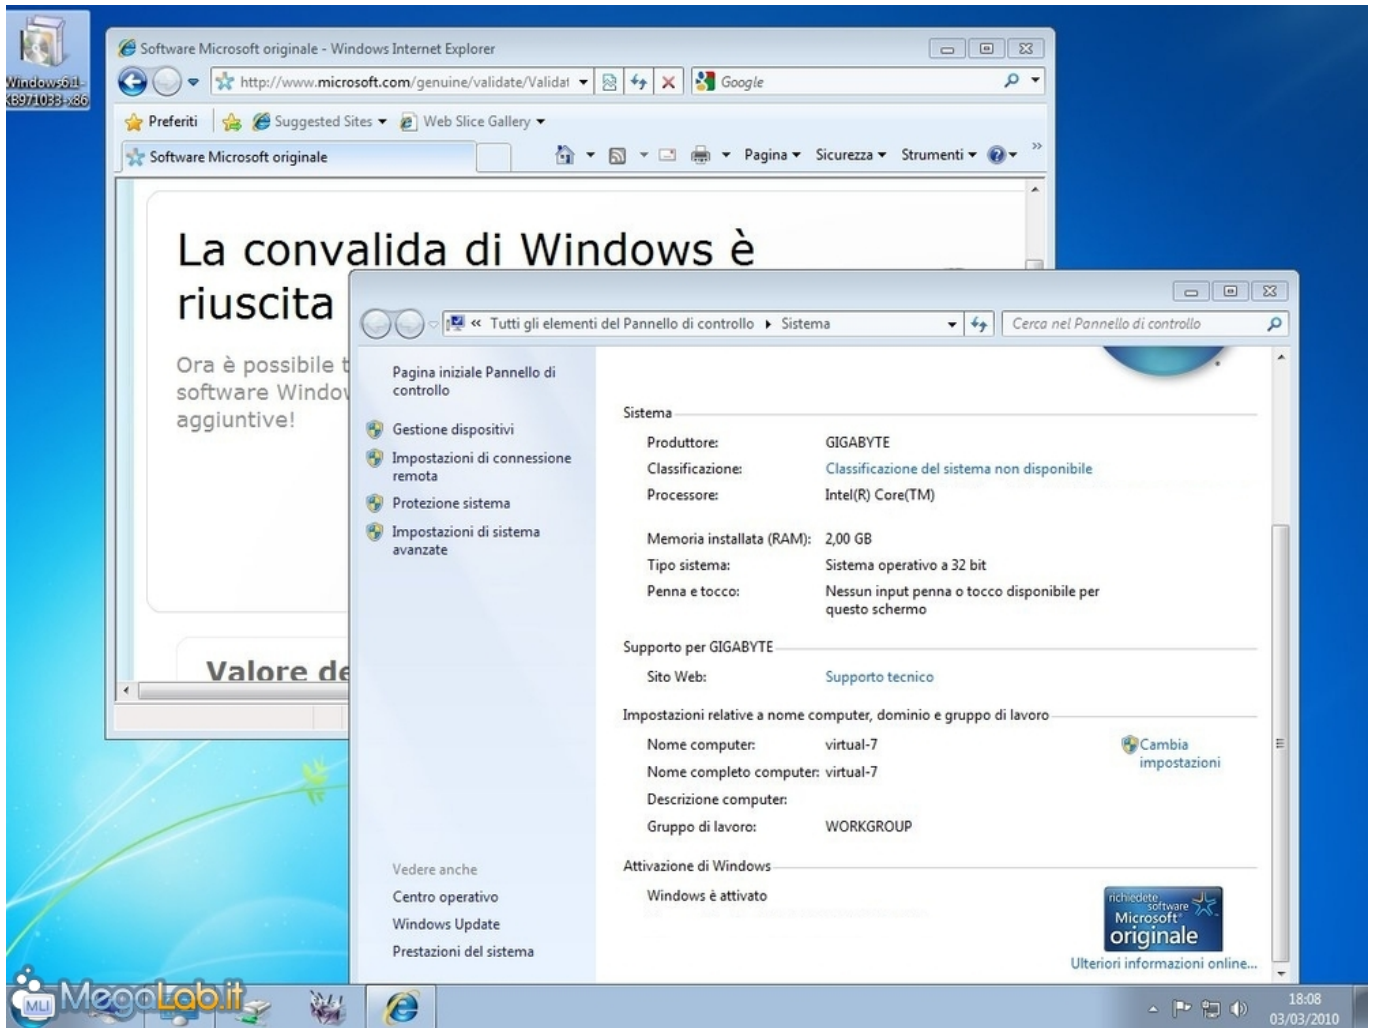 Windows6.1-
KB971033-x86
Software Microsoft originale - Windows Internet Explorer
http://www.microsoft.com/genuine/validate/Validat
Google
Preferiti
Suggested Sites
Web Slice Gallery
Software Microsoft originale
Pagina
Sicurezza
Strumenti
La convalida di Windows è
riuscita
Ora è possibile t
software Windov
aggiuntive!
Valore de
« Tutti gli elementi del Pannello di controllo
Sistema
Cerca nel Pannello di controllo
Pagina iniziale Pannello di
controllo
Gestione dispositivi
Impostazioni di connessione
remota
Protezione sistema
Impostazioni di sistema
avanzate
Vedere anche
Centro operativo
Windows Update
Prestazioni del sistema
Sistema
Produttore: GIGABYTE
Classificazione: Classificazione del sistema non disponibile
Processore: Intel(R) Core(TM)
Memoria installata (RAM): 2,00 GB
Tipo sistema: Sistema operativo a 32 bit
Penna e tocco: Nessun input penna o tocco disponibile per
questo schermo
Supporto per GIGABYTE
Sito Web: Supporto tecnico
Impostazioni relative a nome computer, dominio e gruppo di lavoro
Nome computer: virtual-7
Cambia
impostazioni
Nome completo computer: virtual-7
Descrizione computer:
Gruppo di lavoro: WORKGROUP
Attivazione di Windows
Windows è attivato
richiedete
software
Microsoft®
originale
Ulteriori informazioni online...
MLI MegaLab.it
18:08
03/03/2010